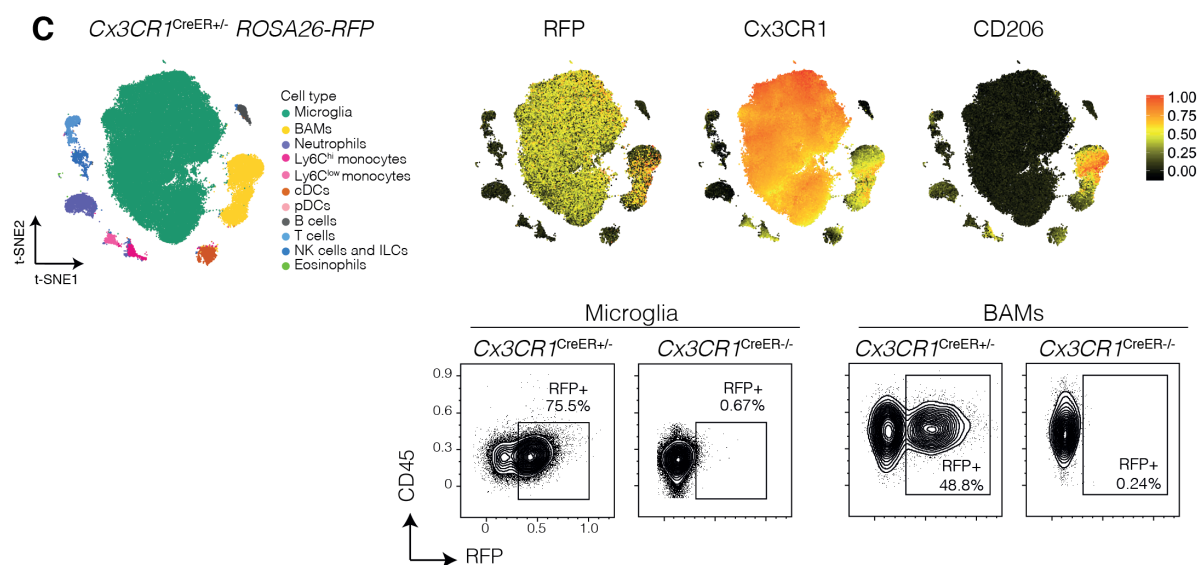 C
Cx3CR1CreER+/- ROSA26-RFP
RFP
Cx3CR1
CD206
Cell type
Microglia
BAMs
Neutrophils
Ly6Chi monocytes
Ly6Clow monocytes
cDCs
pDCs
B cells
T cells
NK cells and ILCs
Eosinophils
t-SNE2
t-SNE1
1.00
0.75
0.50
0.25
0.00
Microglia
BAMs
Cx3CR1CreER+/-
Cx3CR1CreER-/-
Cx3CR1CreER+/-
Cx3CR1CreER-/-
0.9
0.6
0.3
0
RFP+
75.5%
RFP+
0.67%
RFP+
48.8%
RFP+
0.24%
0
0.5
1.0
CD45
RFP